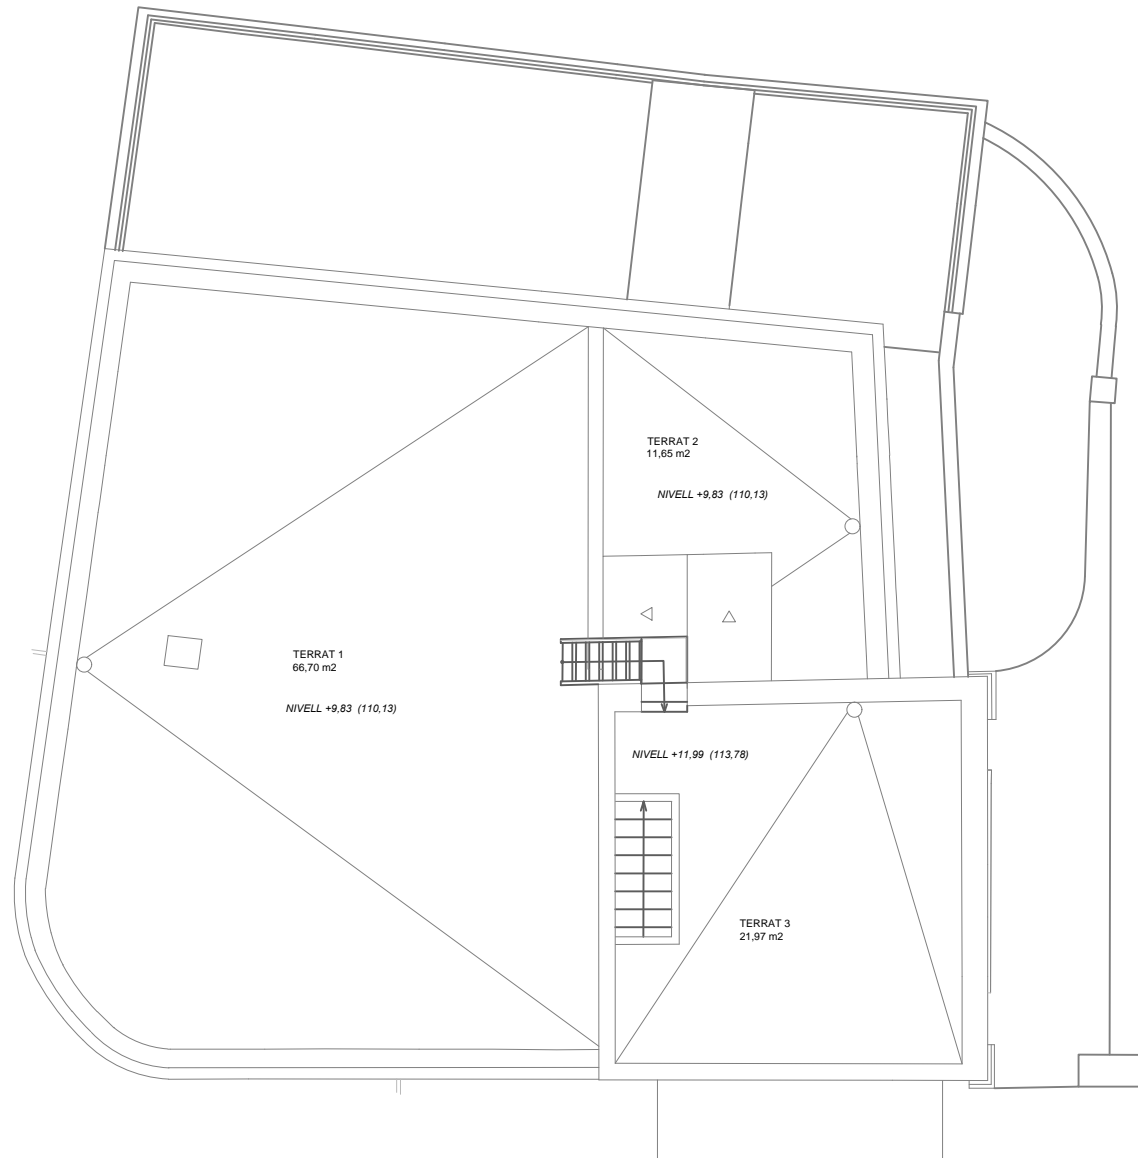 TERRAT 2
11,65 m2
NIVELL +9,83 (110,13)
TERRAT 1
66,70 m2
NIVELL +9,83 (110,13)
NIVELL +11,99 (113,78)
TERRAT 3
21,97 m2